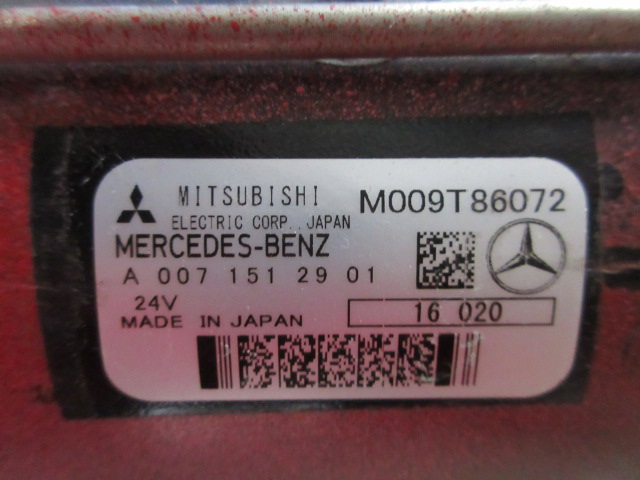 MITSUBISHI
ELECTRIC CORP. JAPAN
M009T86072
MERCEDES-BENZ
A 007 151 29 01
24V
MADE IN JAPAN
16 020